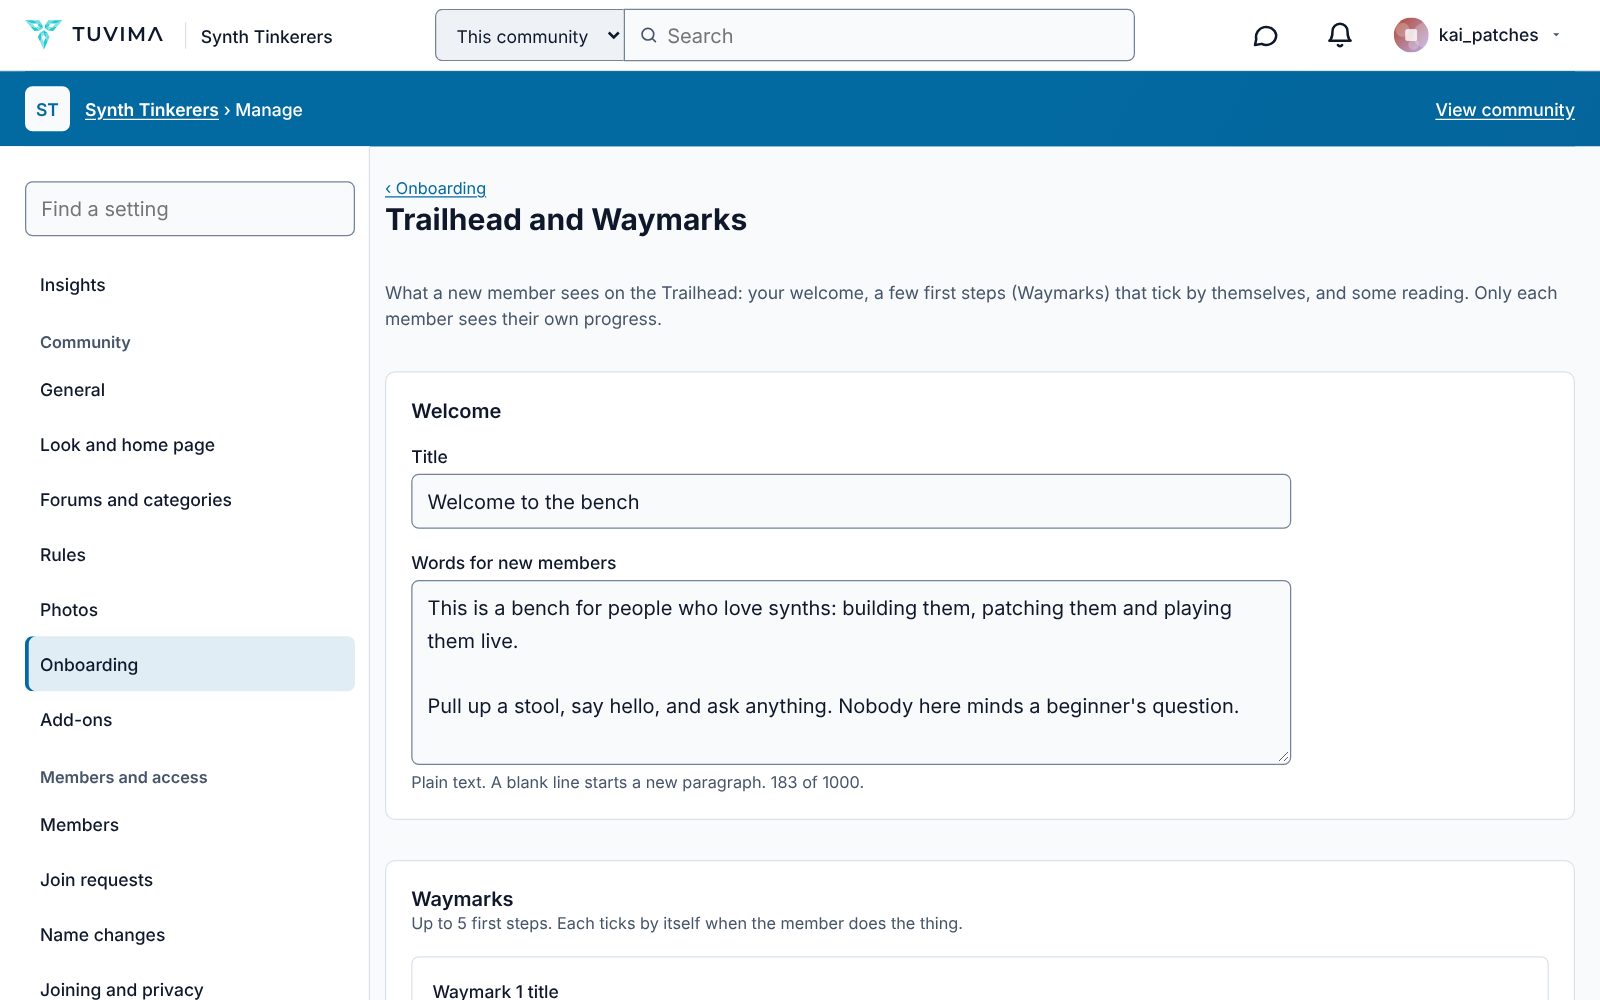 TUVIMA
Synth Tinkerers
This community
Search
kai_patches
ST
Synth Tinkerers › Manage
View community
Find a setting
Insights
Community
General
Look and home page
Forums and categories
Rules
Photos
Onboarding
Add-ons
Members and access
Members
Join requests
Name changes
Joining and privacy
‹ Onboarding
Trailhead and Waymarks
What a new member sees on the Trailhead: your welcome, a few first steps (Waymarks) that tick by themselves, and some reading. Only each
member sees their own progress.
Welcome
Title
Welcome to the bench
Words for new members
This is a bench for people who love synths: building them, patching them and playing
them live.
Pull up a stool, say hello, and ask anything. Nobody here minds a beginner's question.
Plain text. A blank line starts a new paragraph. 183 of 1000.
Waymarks
Up to 5 first steps. Each ticks by itself when the member does the thing.
Waymark 1 title